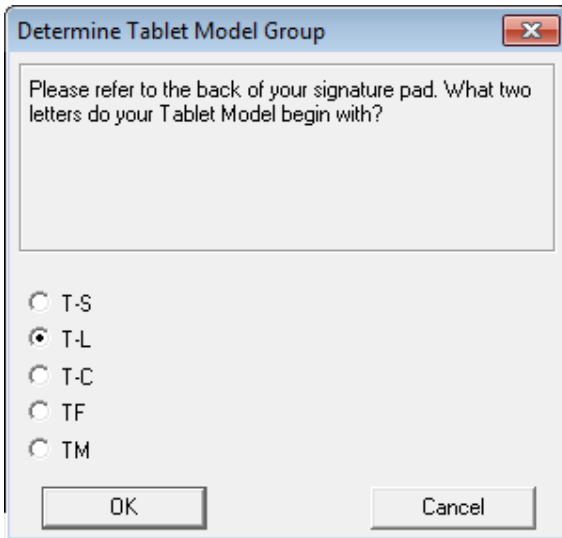 Determine Tablet Model Group
Please refer to the back of your signature pad. What two
letters do your Tablet Model begin with?
T-S
T-L
T-C
TF
TM
OK Cancel